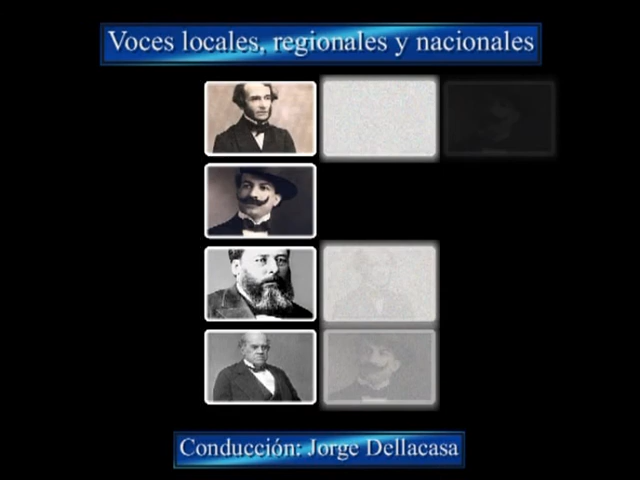 Voces locales, regionales y nacionales
Conducción: Jorge Dellacasa